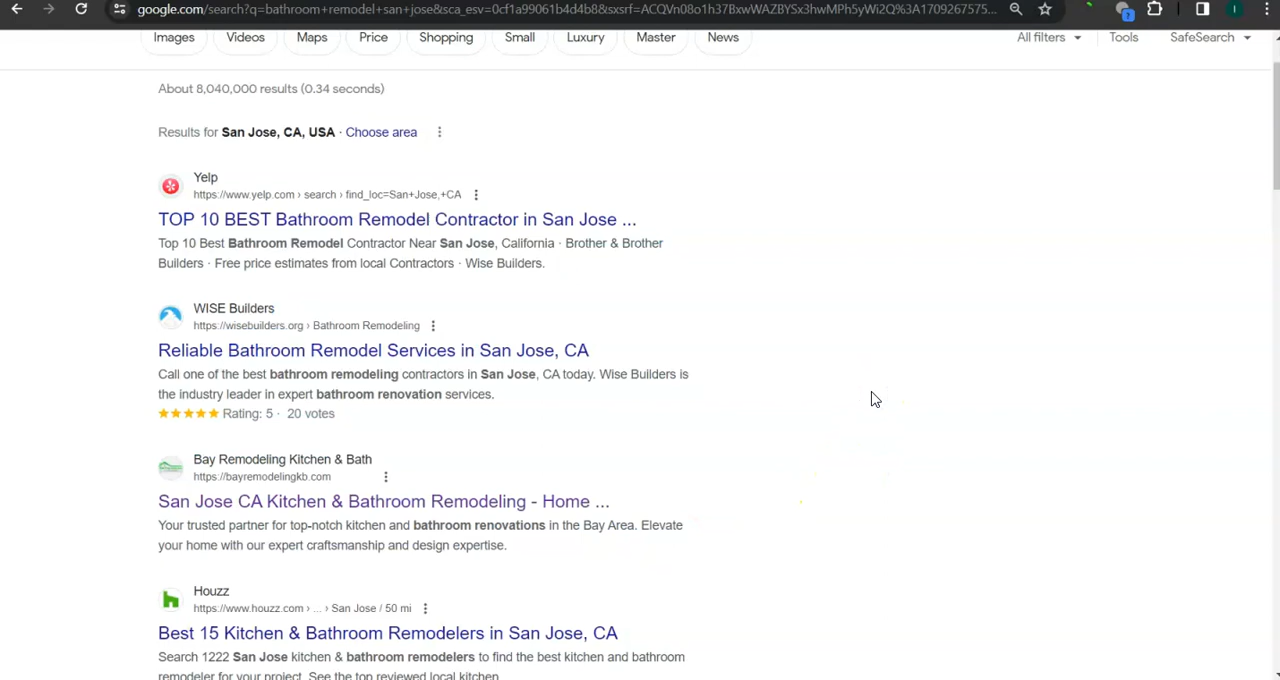 google.com/search?q=bathroom+remodel+san+jose&sca_esv=0cf1a99061b4d4b8&sxsrf=ACQVn08o1h37BxwWAZBYSx3hwMPh5yWi2Q%3A1709267575...
Images Videos Maps Price Shopping Small Luxury Master News All filters Tools SafeSearch
About 8,040,000 results (0.34 seconds)
Results for San Jose, CA, USA · Choose area
Yelp
https://www.yelp.com › search › find_loc=San+Jose,+CA
TOP 10 BEST Bathroom Remodel Contractor in San Jose ...
Top 10 Best Bathroom Remodel Contractor Near San Jose, California · Brother & Brother
Builders · Free price estimates from local Contractors · Wise Builders.
WISE Builders
https://wisebuilders.org › Bathroom Remodeling
Reliable Bathroom Remodel Services in San Jose, CA
Call one of the best bathroom remodeling contractors in San Jose, CA today. Wise Builders is
the industry leader in expert bathroom renovation services.
Rating: 5 · 20 votes
Bay Remodeling Kitchen & Bath
https://bayremodelingkb.com
San Jose CA Kitchen & Bathroom Remodeling - Home ...
Your trusted partner for top-notch kitchen and bathroom renovations in the Bay Area. Elevate
your home with our expert craftsmanship and design expertise.
Houzz
https://www.houzz.com › ... › San Jose / 50 mi
Best 15 Kitchen & Bathroom Remodelers in San Jose, CA
Search 1222 San Jose kitchen & bathroom remodelers to find the best kitchen and bathroom
remodeler for your project. See the top reviewed local kitchen